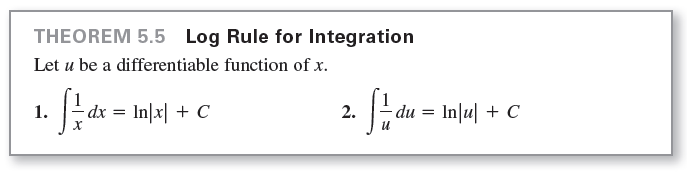 THEOREM 5.5 Log Rule for Integration
Let u be a differentiable function of x.
1. ∫ 1/x dx = ln|x| + C 2. ∫ 1/u du = ln|u| + C